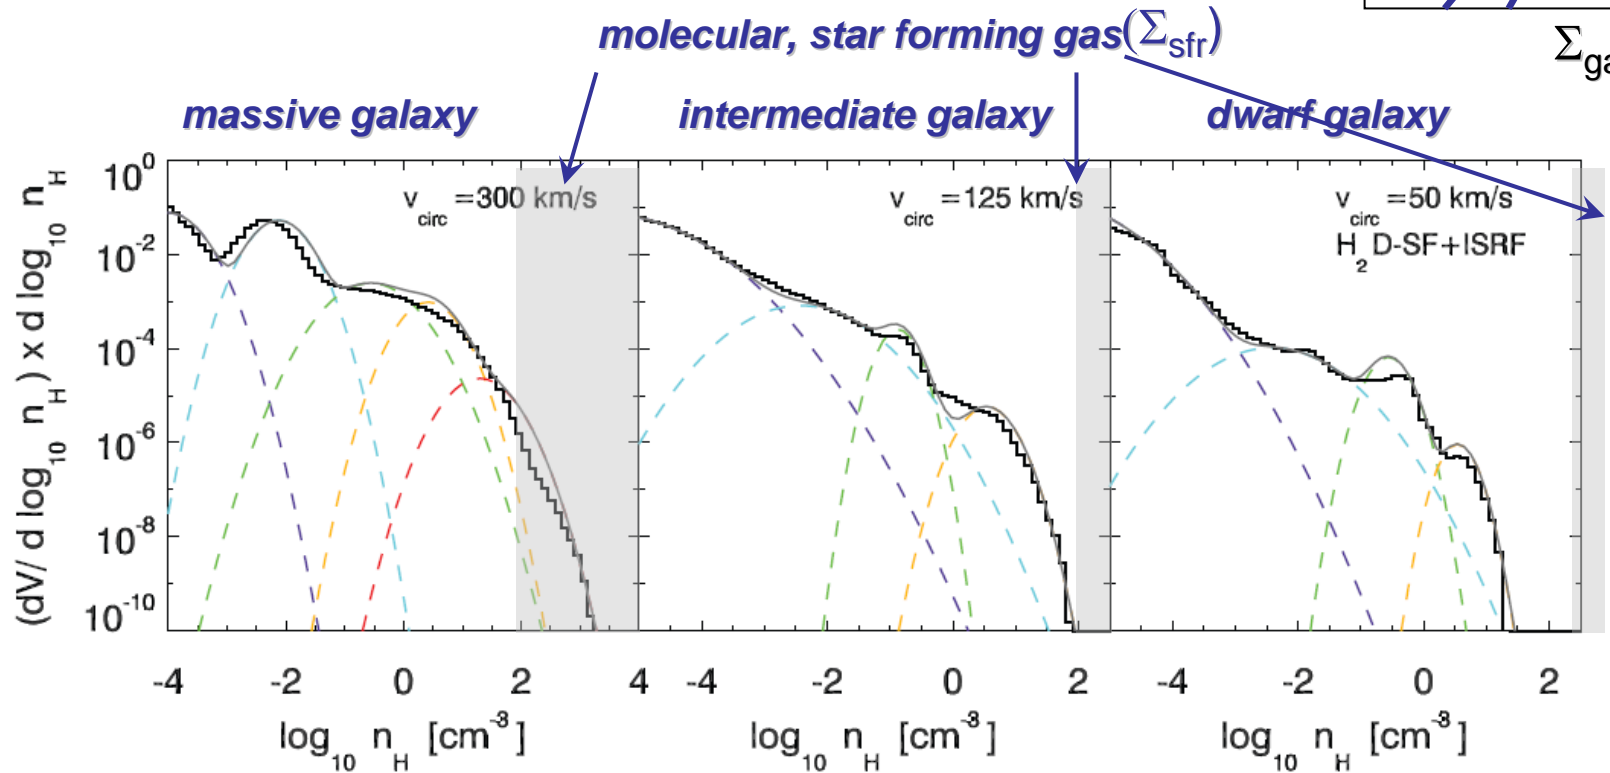 molecular, star forming gas(Σsfr)
Σga
massive galaxy
intermediate galaxy
dwarf galaxy
(dV/ d log10 nH ) x d log10 nH
10^0
10^-2
10^-4
10^-6
10^-8
10^-10
vcirc =300 km/s
vcirc =125 km/s
vcirc =50 km/s
H2D-SF+ISRF
-4 -2 0 2 4 -4 -2 0 2 -4 -2 0 2
log10 nH [cm^-3]
log10 nH [cm^-3]
log10 nH [cm^-3]